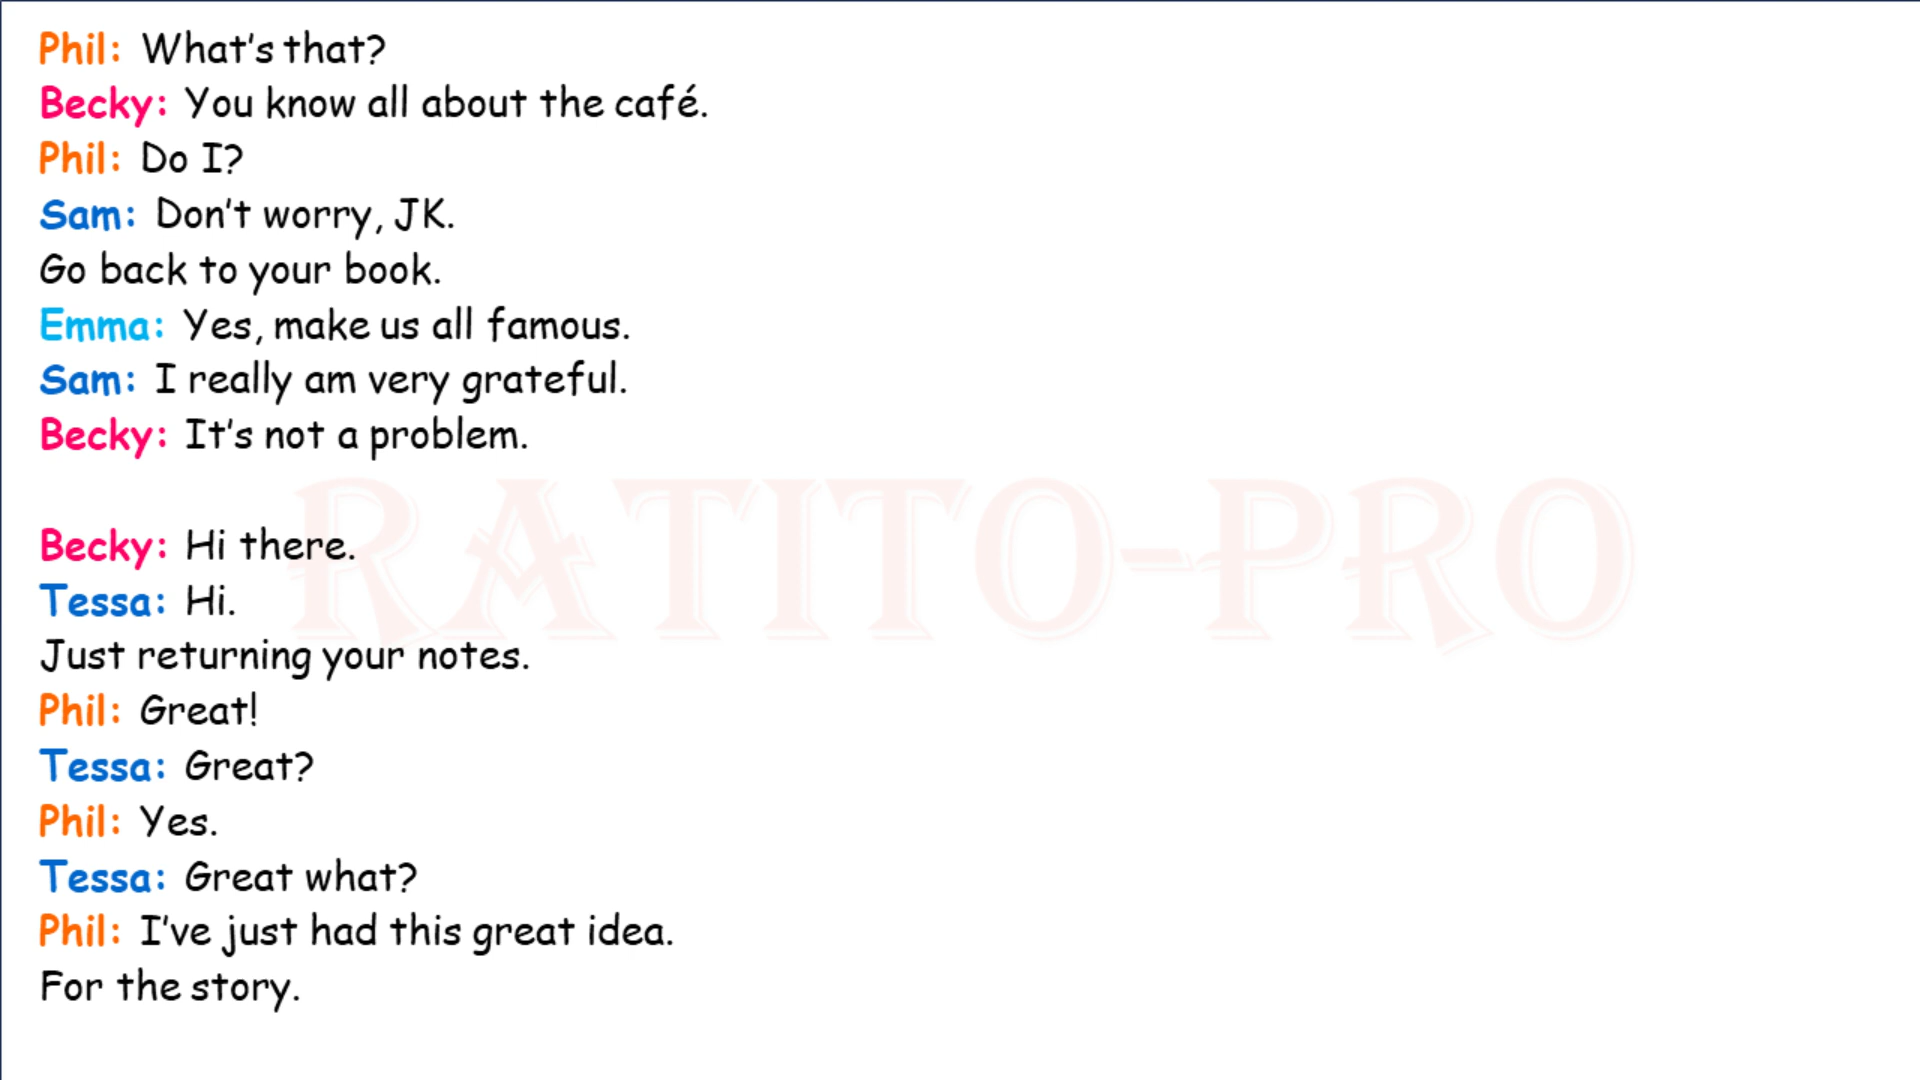 Phil: What's that?
Becky: You know all about the café.
Phil: Do I?
Sam: Don't worry, JK.
Go back to your book.
Emma: Yes, make us all famous.
Sam: I really am very grateful.
Becky: It's not a problem.
RATITO-PRO
Becky: Hi there.
Tessa: Hi.
Just returning your notes.
Phil: Great!
Tessa: Great?
Phil: Yes.
Tessa: Great what?
Phil: I've just had this great idea.
For the story.